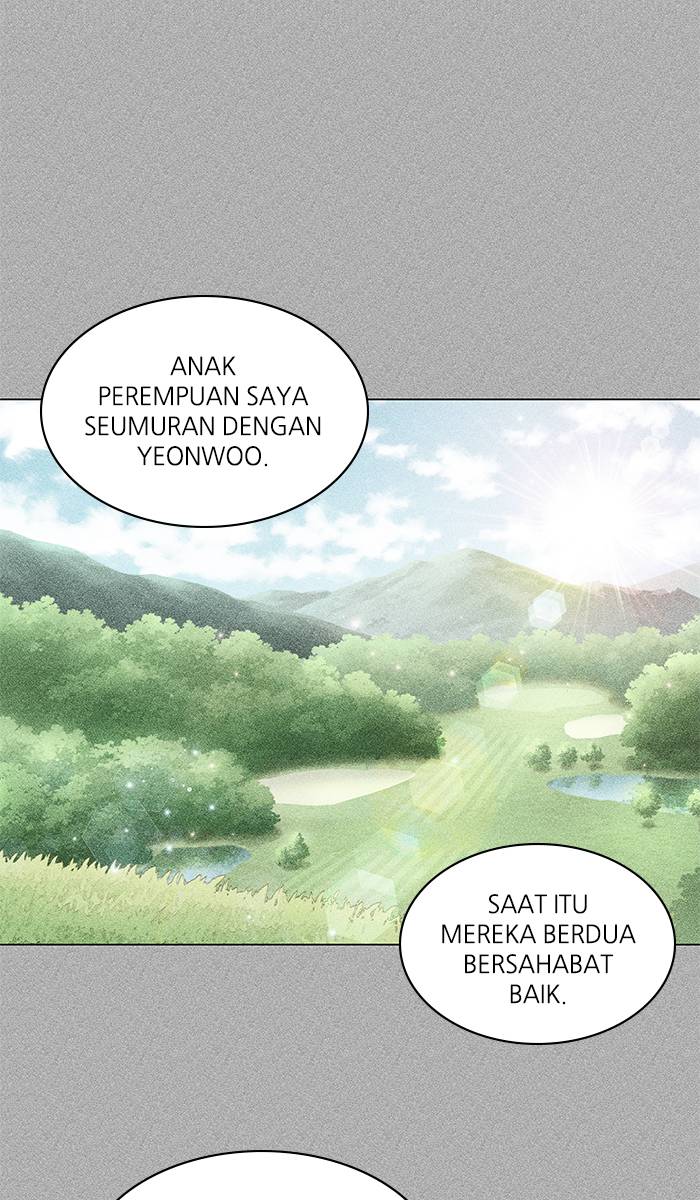 ANAK
PEREMPUAN SAYA
SEUMURAN DENGAN
YEONWOO.
SAAT ITU
MEREKA BERDUA
BERSAHABAT
BAIK.